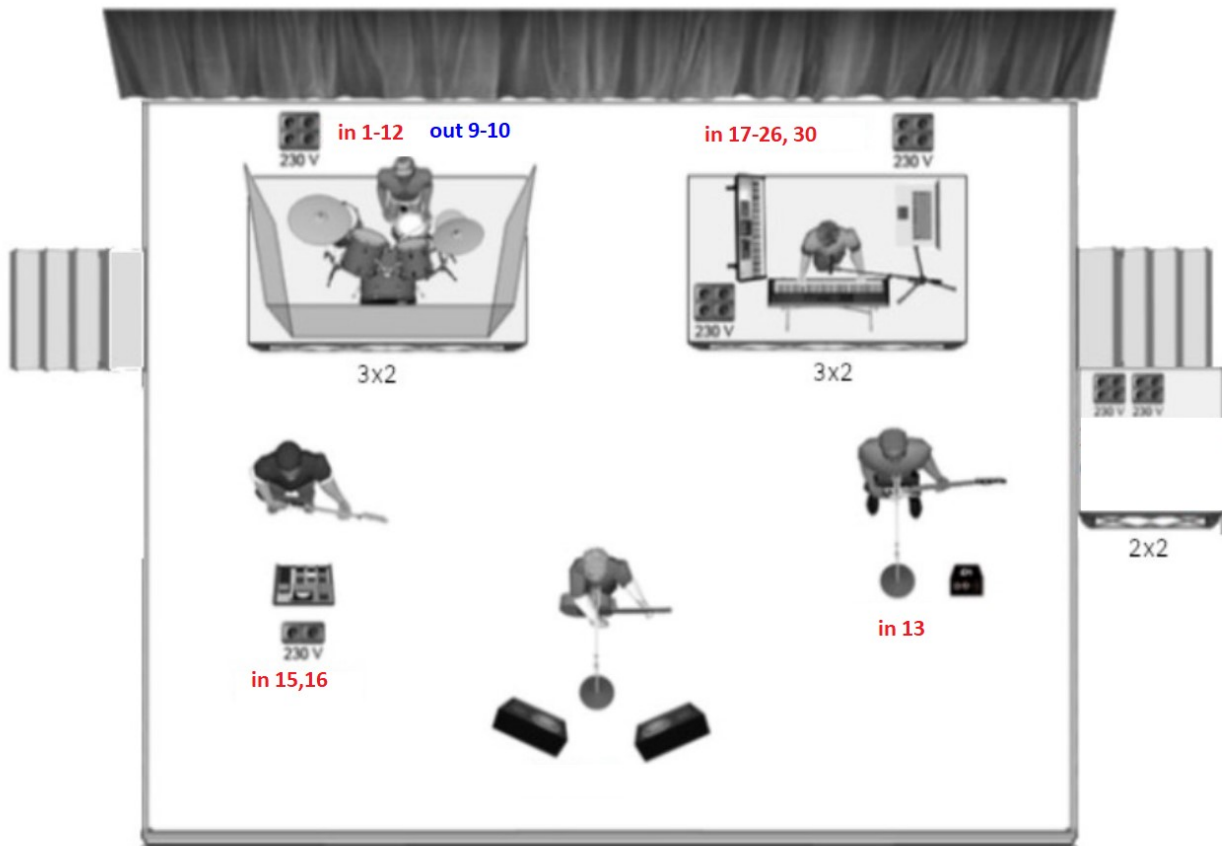 in 1-12 out 9-10
in 17-26, 30
230 V
230 V
230 V
3x2
3x2
230 V 230 V
2x2
in 13
230 V
in 15,16